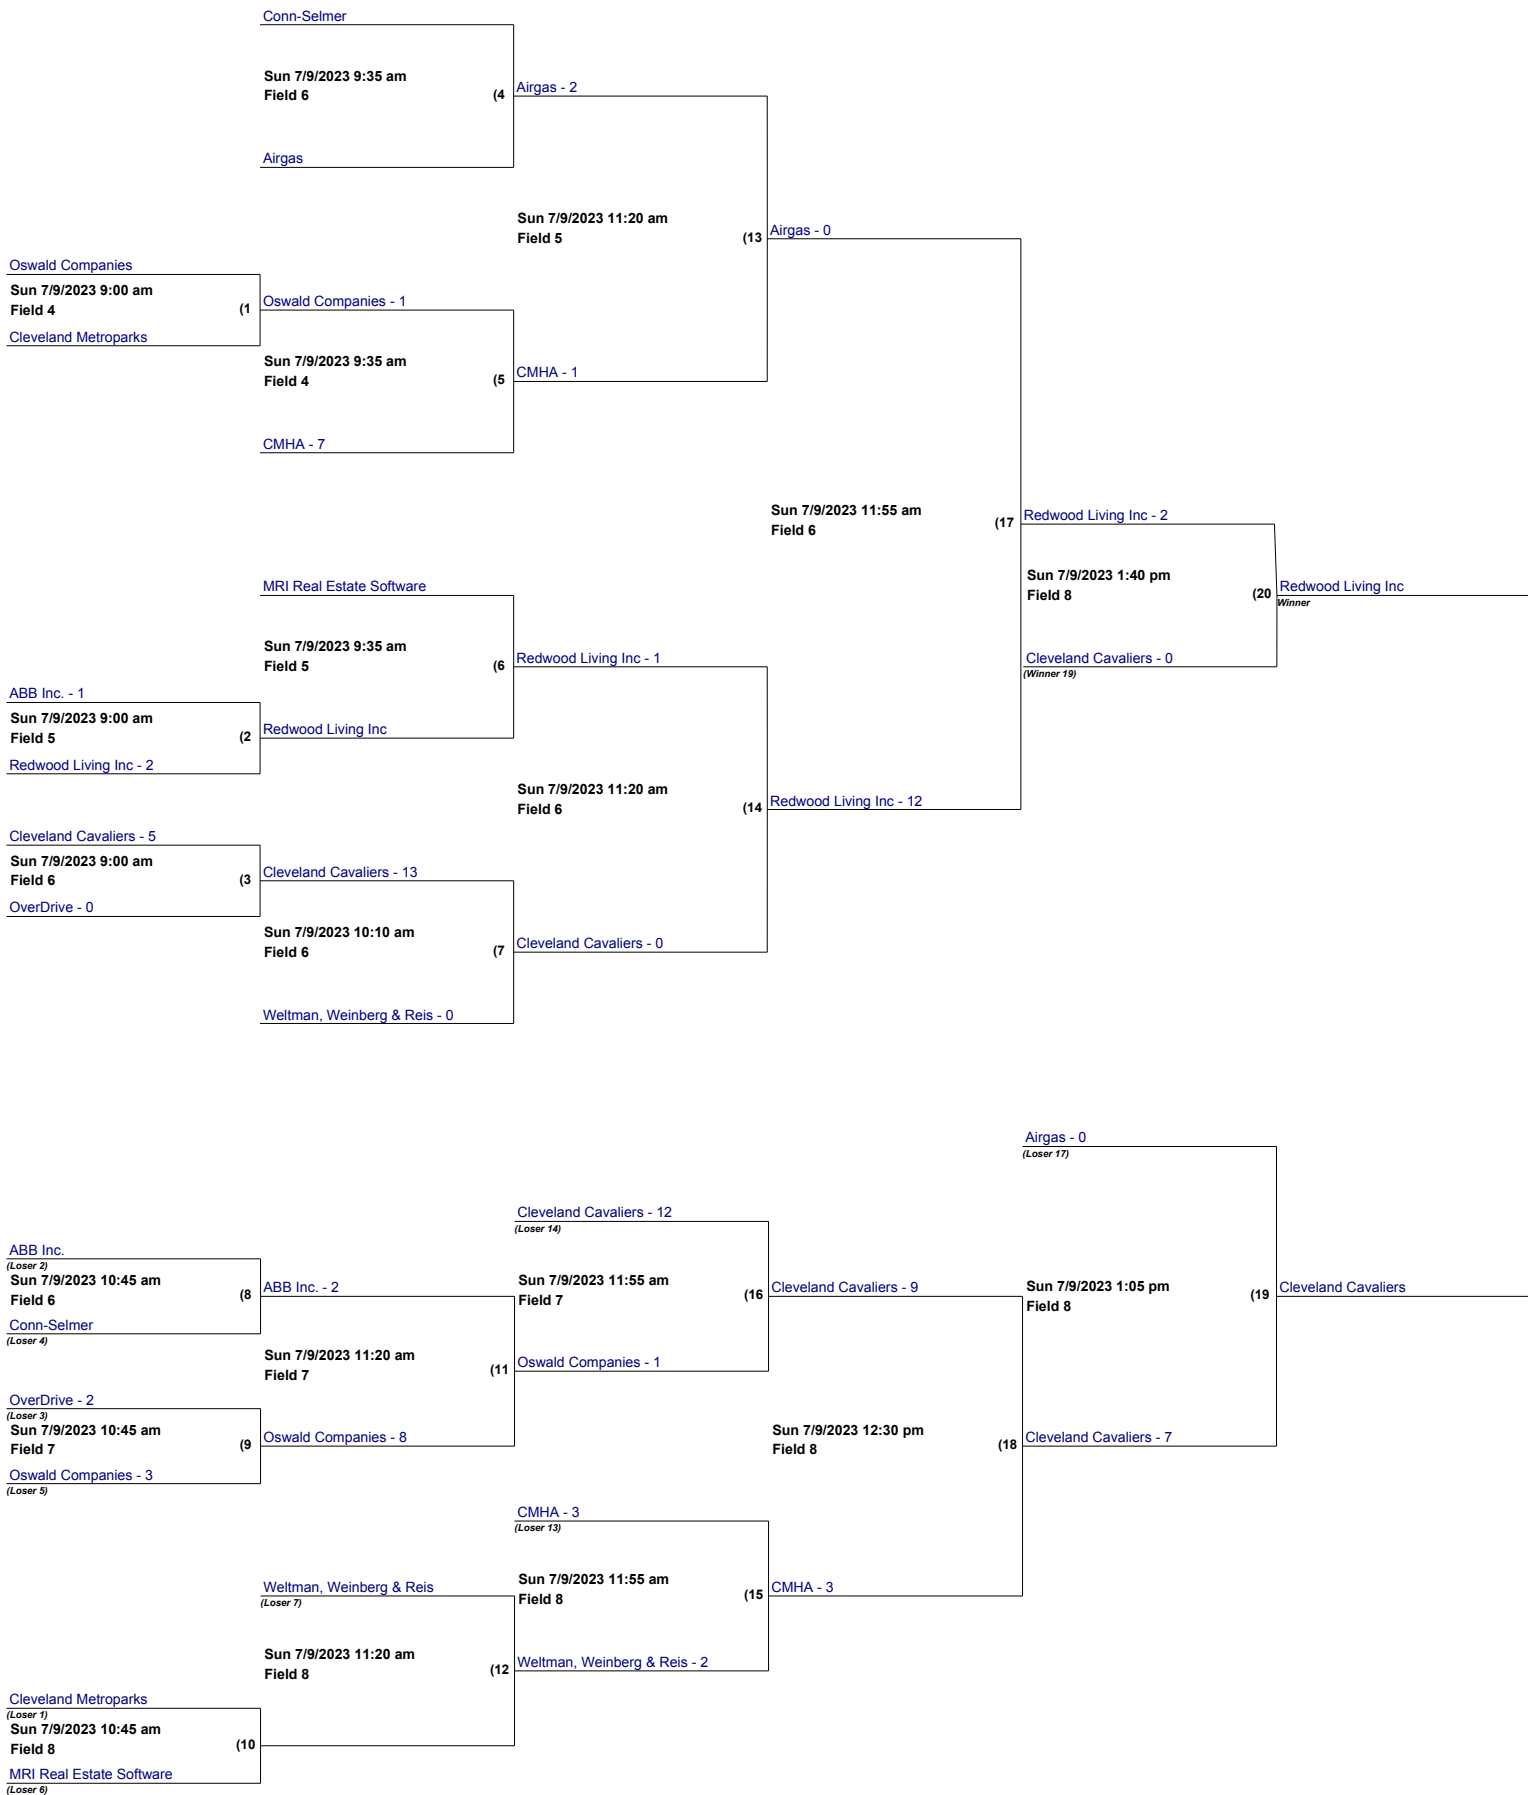 Conn-Selmer
Sun 7/9/2023 9:35 am
Field 6
(4
Airgas - 2
Airgas
Sun 7/9/2023 11:20 am
Field 5
(13
Airgas - 0
Oswald Companies
Sun 7/9/2023 9:00 am
Field 4
(1
Oswald Companies - 1
Cleveland Metroparks
Sun 7/9/2023 9:35 am
Field 4
(5
CMHA - 1
CMHA - 7
Sun 7/9/2023 11:55 am
Field 6
(17
Redwood Living Inc - 2
MRI Real Estate Software
Sun 7/9/2023 1:40 pm
Field 8
(20
Redwood Living Inc
Winner
Sun 7/9/2023 9:35 am
Field 5
(6
Redwood Living Inc - 1
Cleveland Cavaliers - 0
(Winner 19)
ABB Inc. - 1
Sun 7/9/2023 9:00 am
Field 5
(2
Redwood Living Inc
Redwood Living Inc - 2
Sun 7/9/2023 11:20 am
Field 6
(14
Redwood Living Inc - 12
Cleveland Cavaliers - 5
Sun 7/9/2023 9:00 am
Field 6
(3
Cleveland Cavaliers - 13
OverDrive - 0
Sun 7/9/2023 10:10 am
Field 6
(7
Cleveland Cavaliers - 0
Weltman, Weinberg & Reis - 0
Airgas - 0
(Loser 17)
Cleveland Cavaliers - 12
(Loser 14)
ABB Inc.
(Loser 2)
Sun 7/9/2023 10:45 am
Field 6
(8
ABB Inc. - 2
Sun 7/9/2023 11:55 am
Field 7
(16
Cleveland Cavaliers - 9
Sun 7/9/2023 1:05 pm
Field 8
(19
Cleveland Cavaliers
Conn-Selmer
(Loser 4)
Sun 7/9/2023 11:20 am
Field 7
(11
Oswald Companies - 1
OverDrive - 2
(Loser 3)
Sun 7/9/2023 10:45 am
Field 7
(9
Oswald Companies - 8
Sun 7/9/2023 12:30 pm
Field 8
(18
Cleveland Cavaliers - 7
Oswald Companies - 3
(Loser 5)
CMHA - 3
(Loser 13)
Weltman, Weinberg & Reis
(Loser 7)
Sun 7/9/2023 11:55 am
Field 8
(15
CMHA - 3
Sun 7/9/2023 11:20 am
Field 8
(12
Weltman, Weinberg & Reis - 2
Cleveland Metroparks
(Loser 1)
Sun 7/9/2023 10:45 am
Field 8
(10
MRI Real Estate Software
(Loser 6)